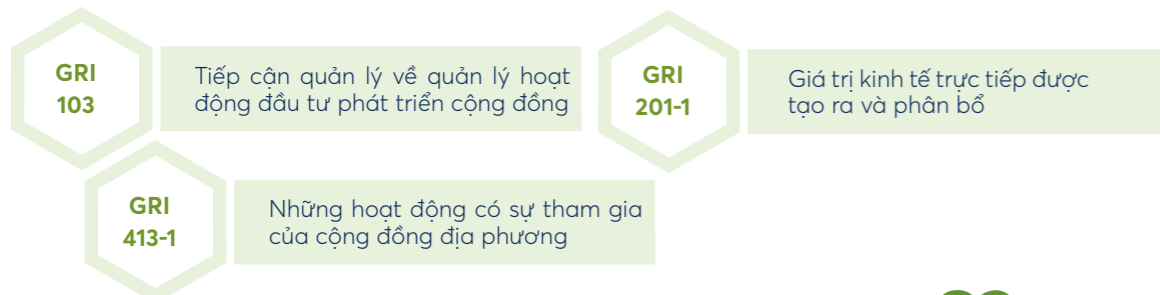 GRI
103
Tiếp cận quản lý về quản lý hoạt
động đầu tư phát triển cộng đồng
GRI
201-1
Giá trị kinh tế trực tiếp được
tạo ra và phân bổ
GRI
413-1
Những hoạt động có sự tham gia
của cộng đồng địa phương